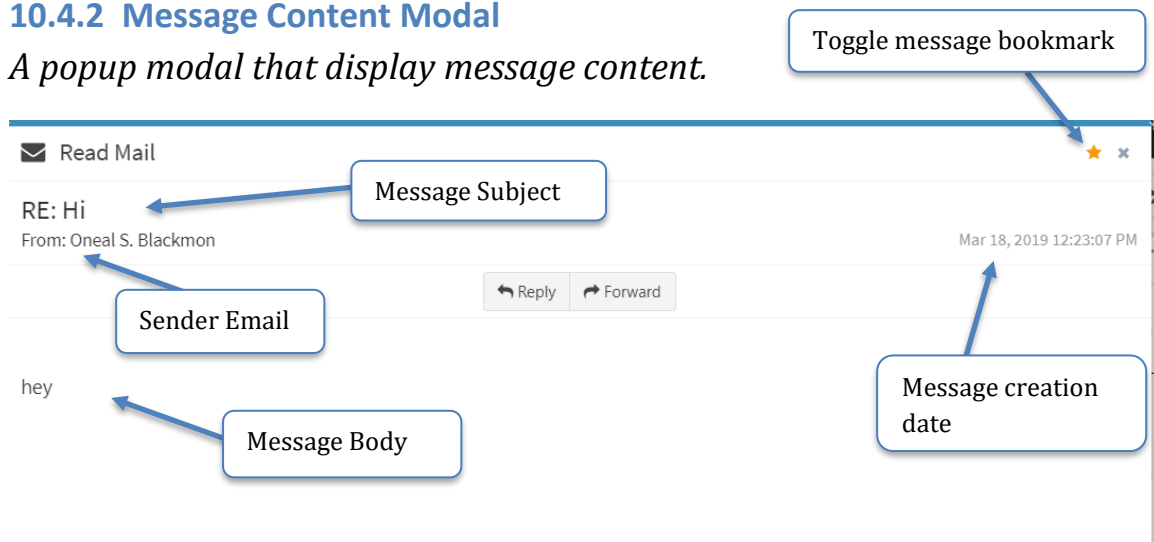 10.4.2 Message Content Modal
Toggle message bookmark
A popup modal that display message content.
Read Mail
Message Subject
RE: Hi
From: Oneal S. Blackmon
Mar 18, 2019 12:23:07 PM
Reply
Forward
Sender Email
hey
Message creation
date
Message Body